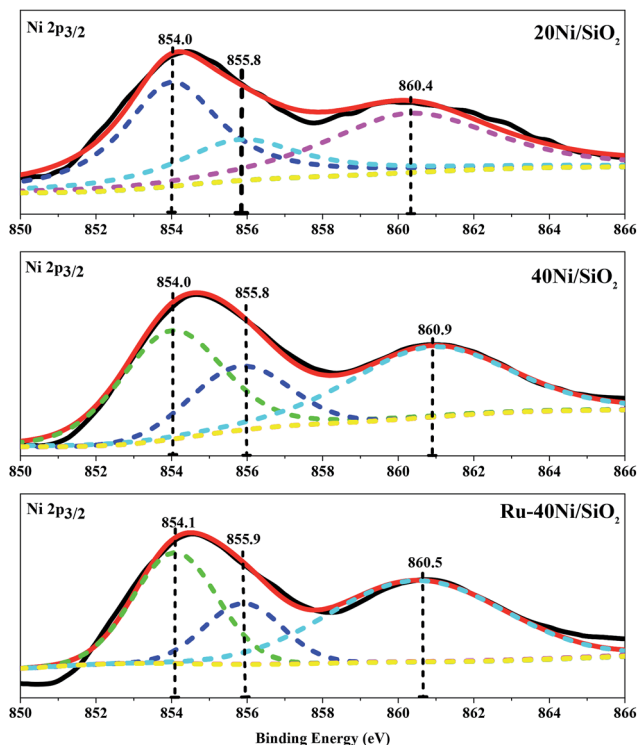 Ni 2p3/2
854.0
855.8
860.4
20Ni/SiO2
850 852 854 856 858 860 862 864 866
Ni 2p3/2
854.0
855.8
860.9
40Ni/SiO2
850 852 854 856 858 860 862 864 866
Ni 2p3/2
854.1
855.9
860.5
Ru-40Ni/SiO2
850 852 854 856 858 860 862 864 866
Binding Energy (eV)